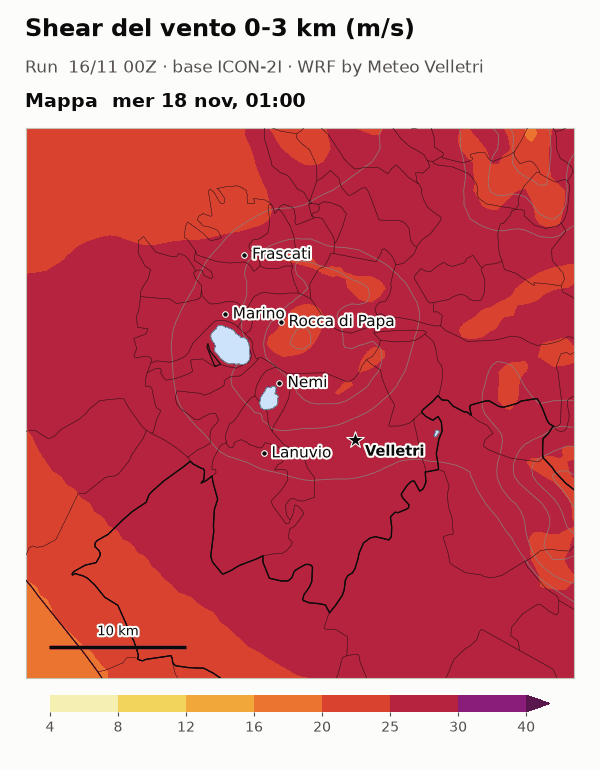 Shear del vento 0-3 km (m/s)
Run  16/11 00Z · base ICON-2I · WRF by Meteo Velletri
Mappa  mer 18 nov, 01:00
Frascati
Marino
Rocca di Papa
Nemi
Velletri
Lanuvio
10 km
4 8 12 16 20 25 30 40